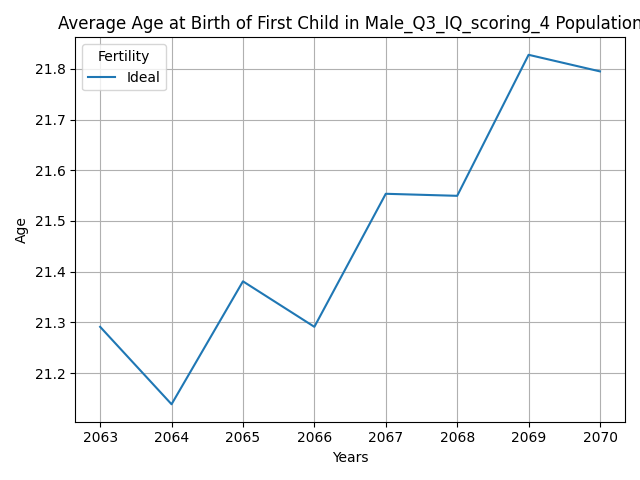 Average Age at Birth of First Child in Male_Q3_IQ_scoring_4 Population
Fertility
Ideal
21.8
21.7
21.6
21.5
21.4
21.3
21.2
Age
2063 2064 2065 2066 2067 2068 2069 2070
Years